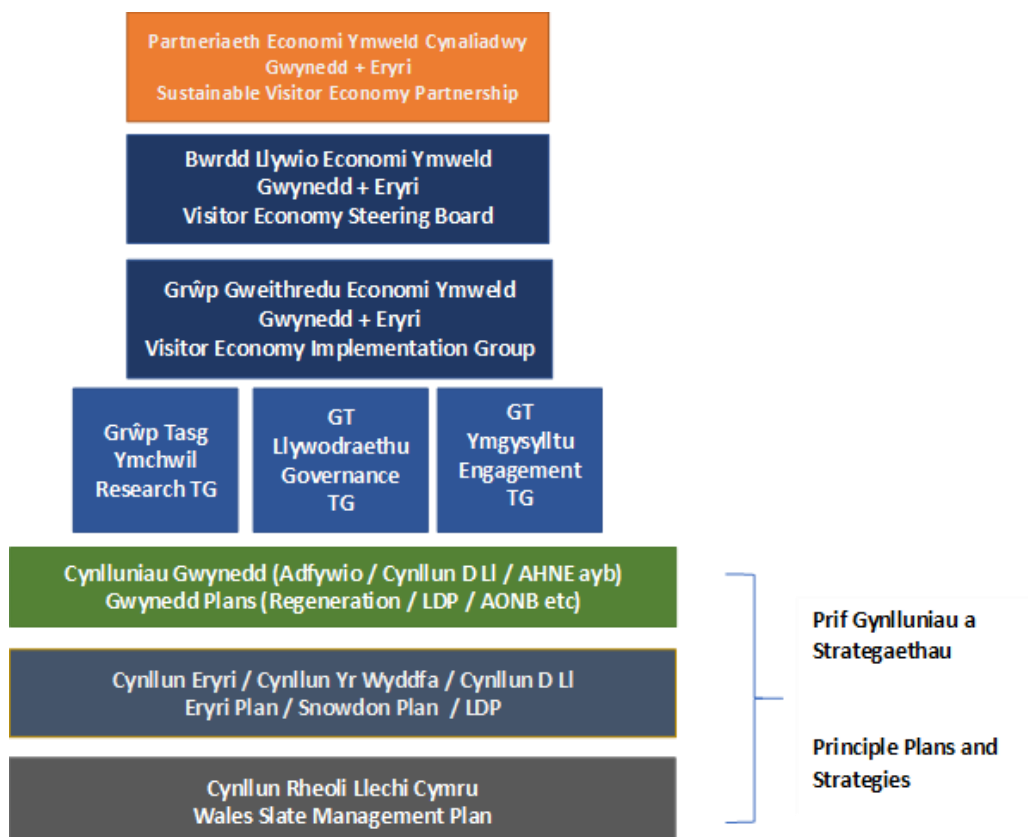 Partneriaeth Economi Ymweld Cynaliadwy
Gwynedd + Eryri
Sustainable Visitor Economy Partnership
Bwrdd Llywio Economi Ymweld
Gwynedd + Eryri
Visitor Economy Steering Board
Grŵp Gweithredu Economi Ymweld
Gwynedd + Eryri
Visitor Economy Implementation Group
Grŵp Tasg
Ymchwil
Research TG
GT
Llywodraethu
Governance
TG
GT
Ymgysylltu
Engagement
TG
Cynlluniau Gwynedd (Adfywio / Cynllun D Ll / AHNE ayb)
Gwynedd Plans (Regeneration / LDP / AONB etc)
Cynllun Eryri / Cynllun Yr Wyddfa / Cynllun D Ll
Eryri Plan / Snowdon Plan / LDP
Cynllun Rheoli Llechi Cymru
Wales Slate Management Plan
Prif Gynlluniau a
Strategaethau
Principle Plans and
Strategies